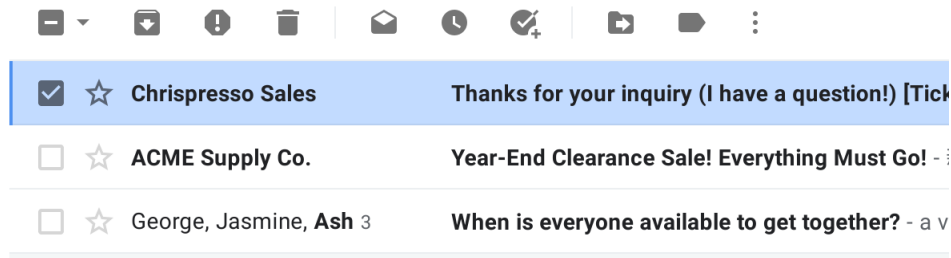 Chrispresso Sales Thanks for your inquiry (I have a question!) [Tick
ACME Supply Co. Year-End Clearance Sale! Everything Must Go! -
George, Jasmine, Ash 3 When is everyone available to get together? - a v